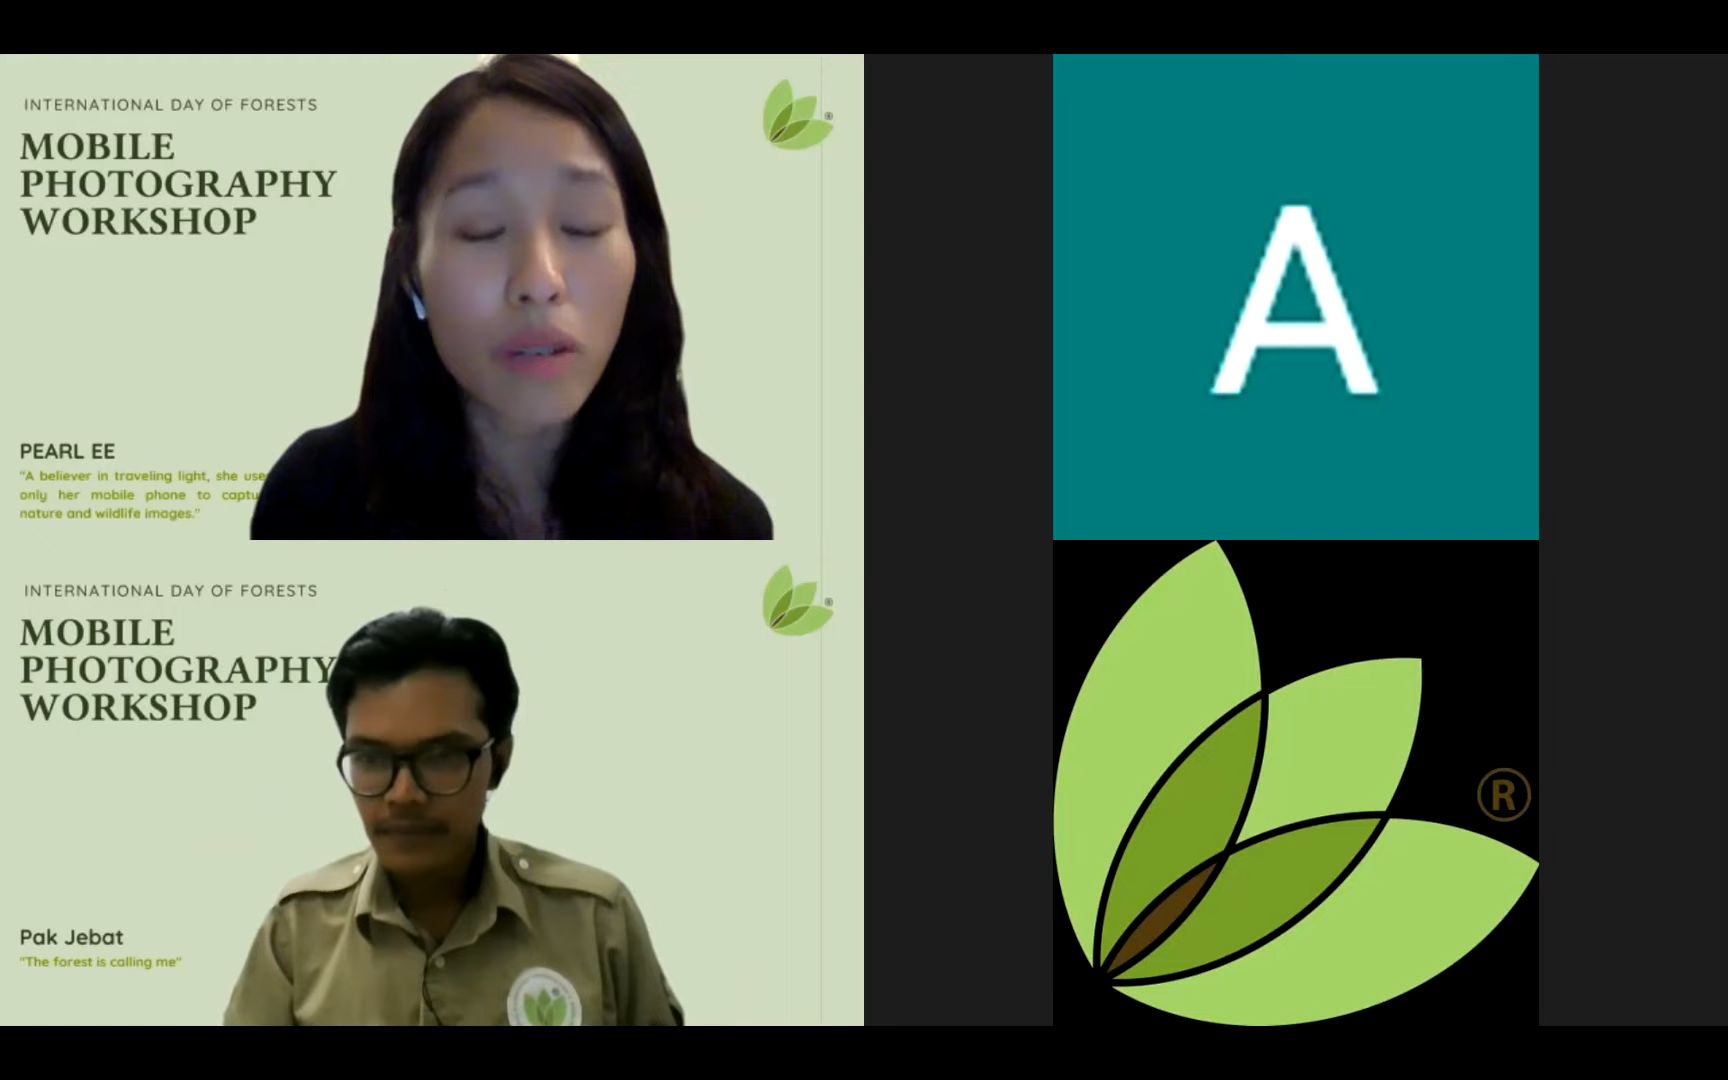 INTERNATIONAL DAY OF FORESTS
MOBILE
PHOTOGRAPHY
WORKSHOP
PEARL EE
"A believer in traveling light, she use
only her mobile phone to captu
nature and wildlife images."
A
INTERNATIONAL DAY OF FORESTS
MOBILE
PHOTOGRAPHY
WORKSHOP
Pak Jebat
"The forest is calling me"
®